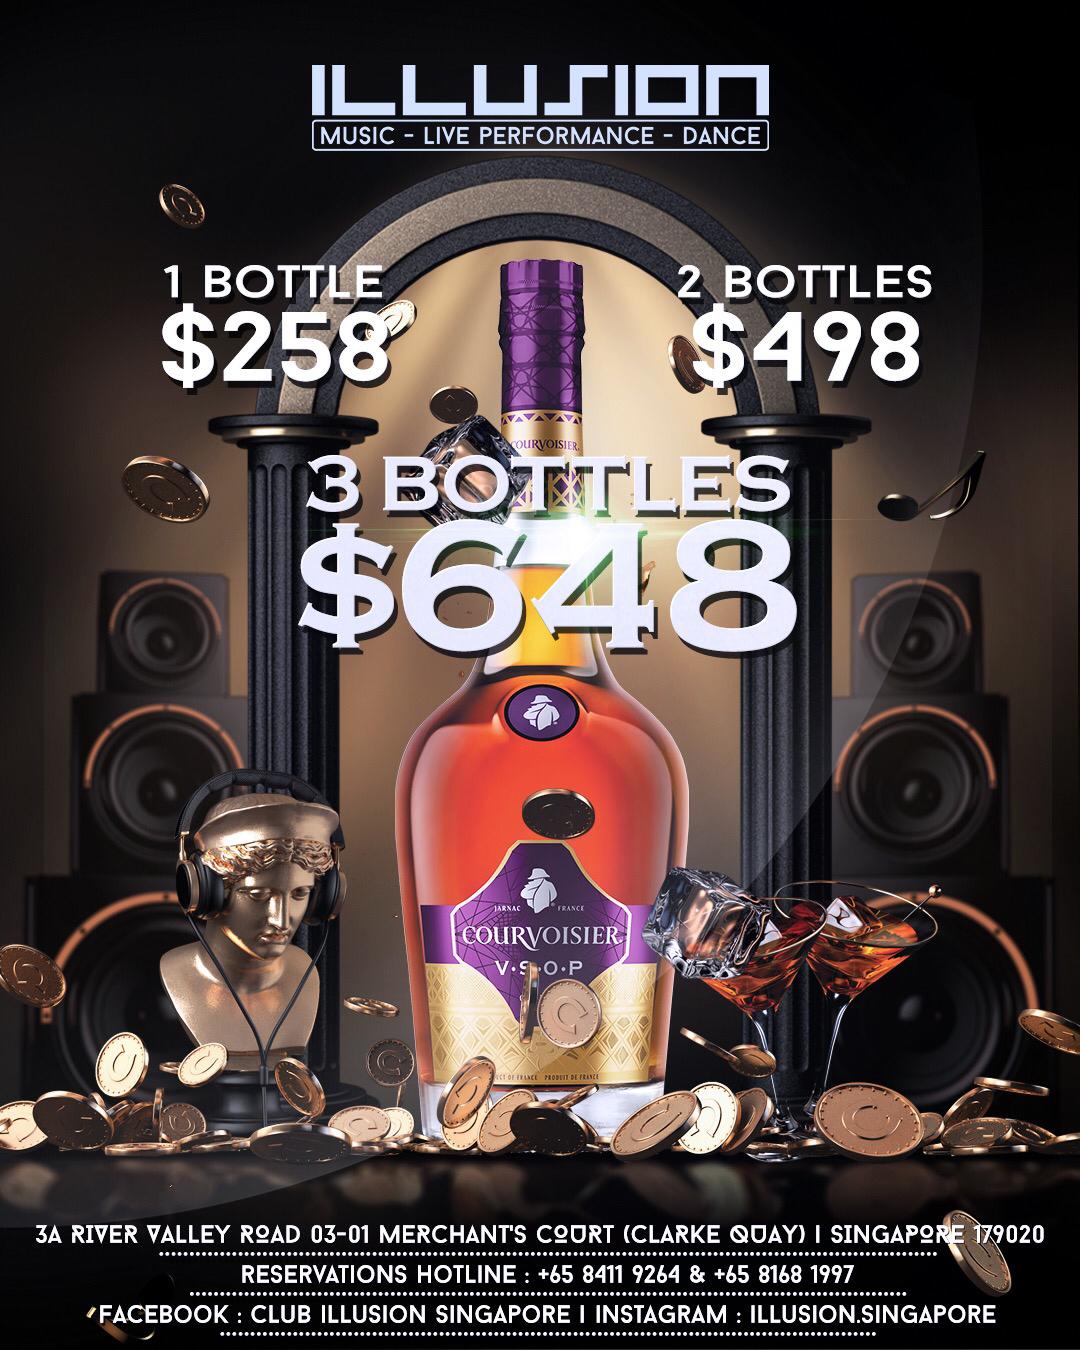 ILLUSION
MUSIC - LIVE PERFORMANCE - DANCE
1 BOTTLE
$258
2 BOTTLES
$498
COURVOISIER
3 BOTTLES
$648
JARNAC FRANCE
COURVOISIER
V·S·O·P
PRODUIT DE FRANCE
3A RIVER VALLEY ROAD 03-01 MERCHANT'S COURT (CLARKE QUAY) I SINGAPORE 179020
RESERVATIONS HOTLINE : +65 8411 9264 & +65 8168 1997
FACEBOOK : CLUB ILLUSION SINGAPORE I INSTAGRAM : ILLUSION.SINGAPORE